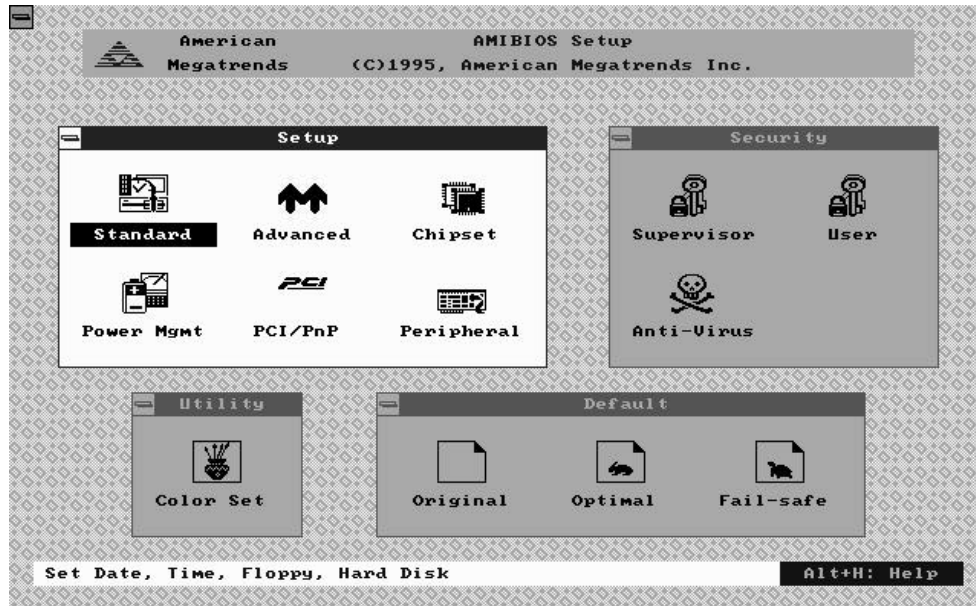 American
Megatrends
AMIBIOS Setup
(C)1995, American Megatrends Inc.
Setup
Standard
Advanced
Chipset
Power Mgmt
PCI
PCI/PnP
Peripheral
Security
Supervisor
User
Anti-Virus
Utility
Color Set
Default
Original
Optimal
Fail-safe
Set Date, Time, Floppy, Hard Disk
Alt+H: Help